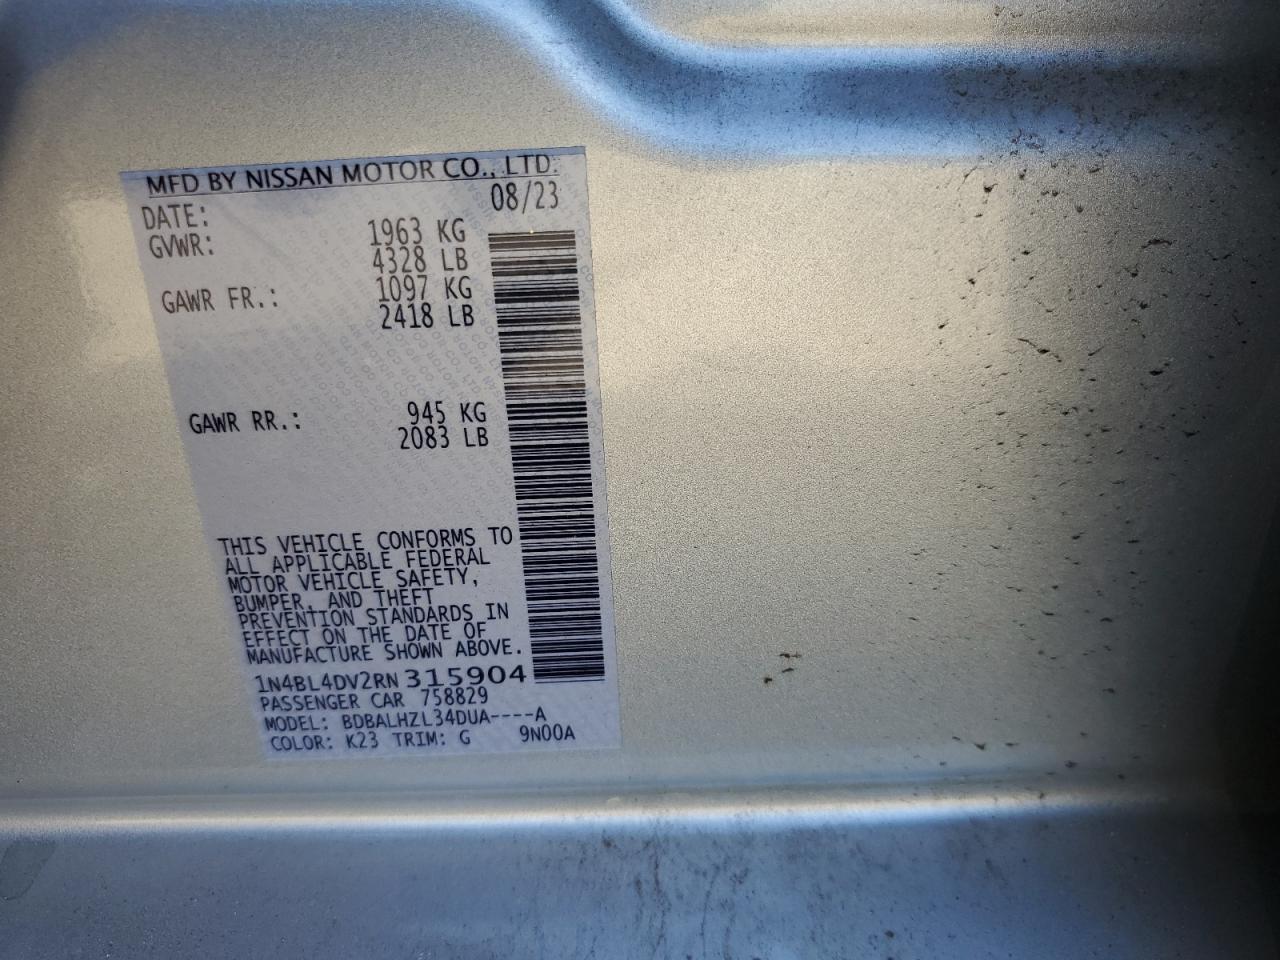 MFD BY NISSAN MOTOR CO., LTD.
DATE: 08/23
GVWR: 1963 KG
4328 LB
GAWR FR.: 1097 KG
2418 LB
GAWR RR.: 945 KG
2083 LB
THIS VEHICLE CONFORMS TO
ALL APPLICABLE FEDERAL
MOTOR VEHICLE SAFETY,
BUMPER, AND THEFT
PREVENTION STANDARDS IN
EFFECT ON THE DATE OF
MANUFACTURE SHOWN ABOVE.
1N4BL4DV2RN 315904
PASSENGER CAR 758829
MODEL: BDBALHZL34DUA----A
COLOR: K23 TRIM: G 9N00A